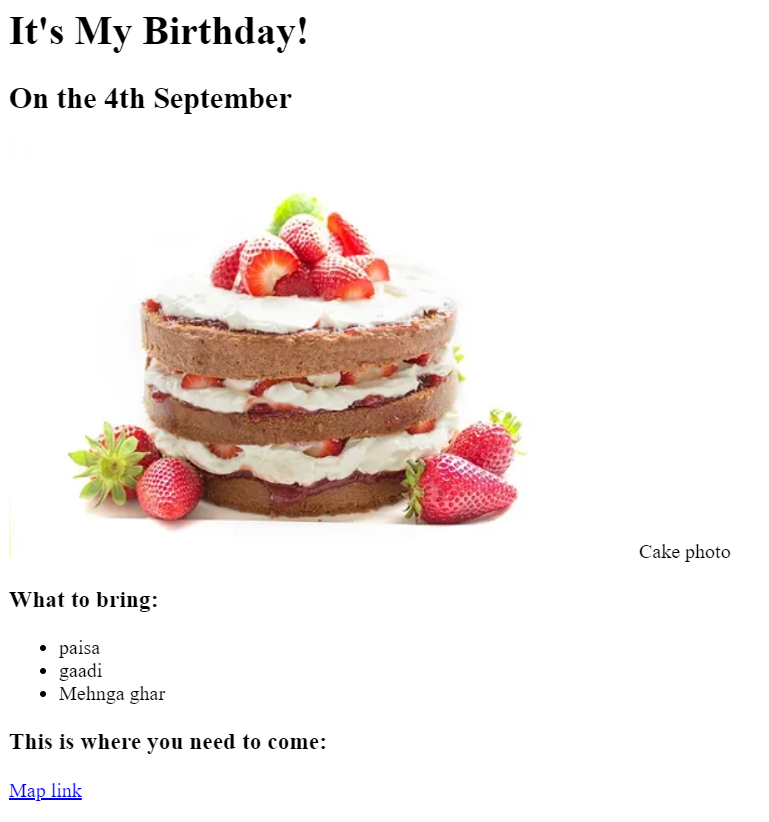 It's My Birthday!
On the 4th September
Cake photo
What to bring:
paisa
gaadi
Mehnga ghar
This is where you need to come:
Map link